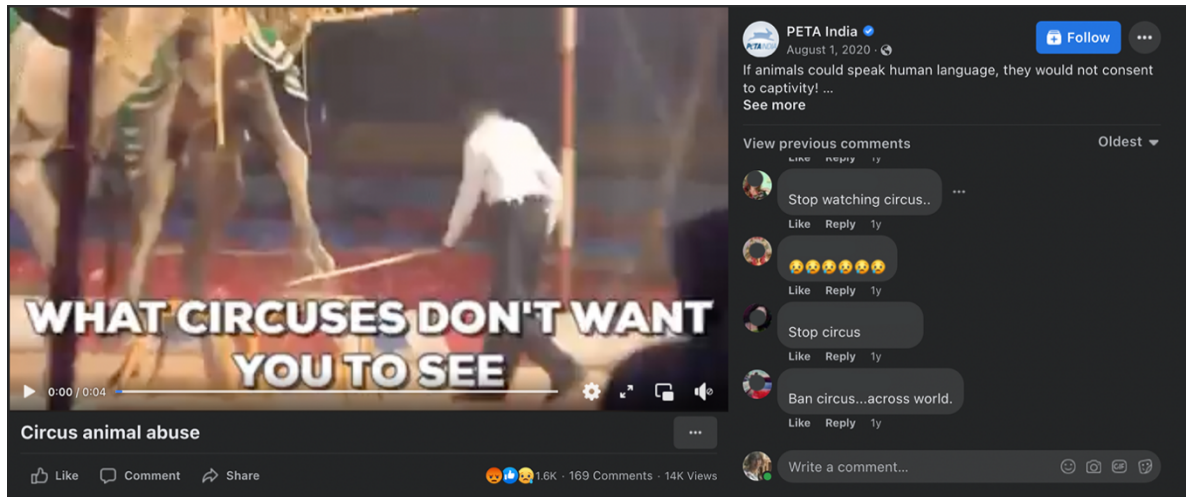 WHAT CIRCUSES DON'T WANT
YOU TO SEE
0:00 / 0:04
Circus animal abuse
Like Comment Share
1.6K · 169 Comments · 14K Views
PETA India
August 1, 2020 ·
Follow
If animals could speak human language, they would not consent
to captivity! ...
See more
View previous comments
Oldest
Like Reply 1y
Stop watching circus..
Like Reply 1y
Like Reply 1y
Stop circus
Like Reply 1y
Ban circus...across world.
Like Reply 1y
Write a comment...
GIF